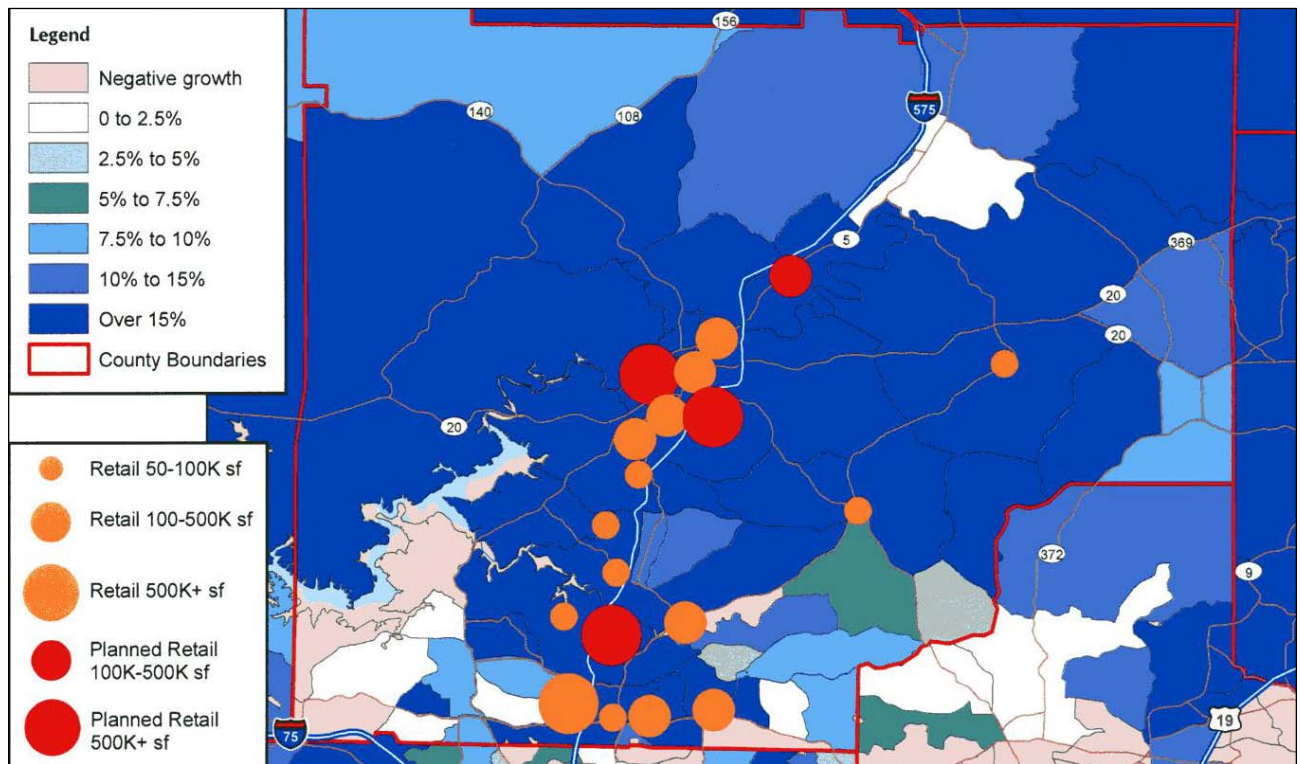 Legend
Negative growth
0 to 2.5%
2.5% to 5%
5% to 7.5%
7.5% to 10%
10% to 15%
Over 15%
County Boundaries
Retail 50-100K sf
Retail 100-500K sf
Retail 500K+ sf
Planned Retail
100K-500K sf
Planned Retail
500K+ sf
156
140
108
575
5
369
20
20
20
372
9
75
19